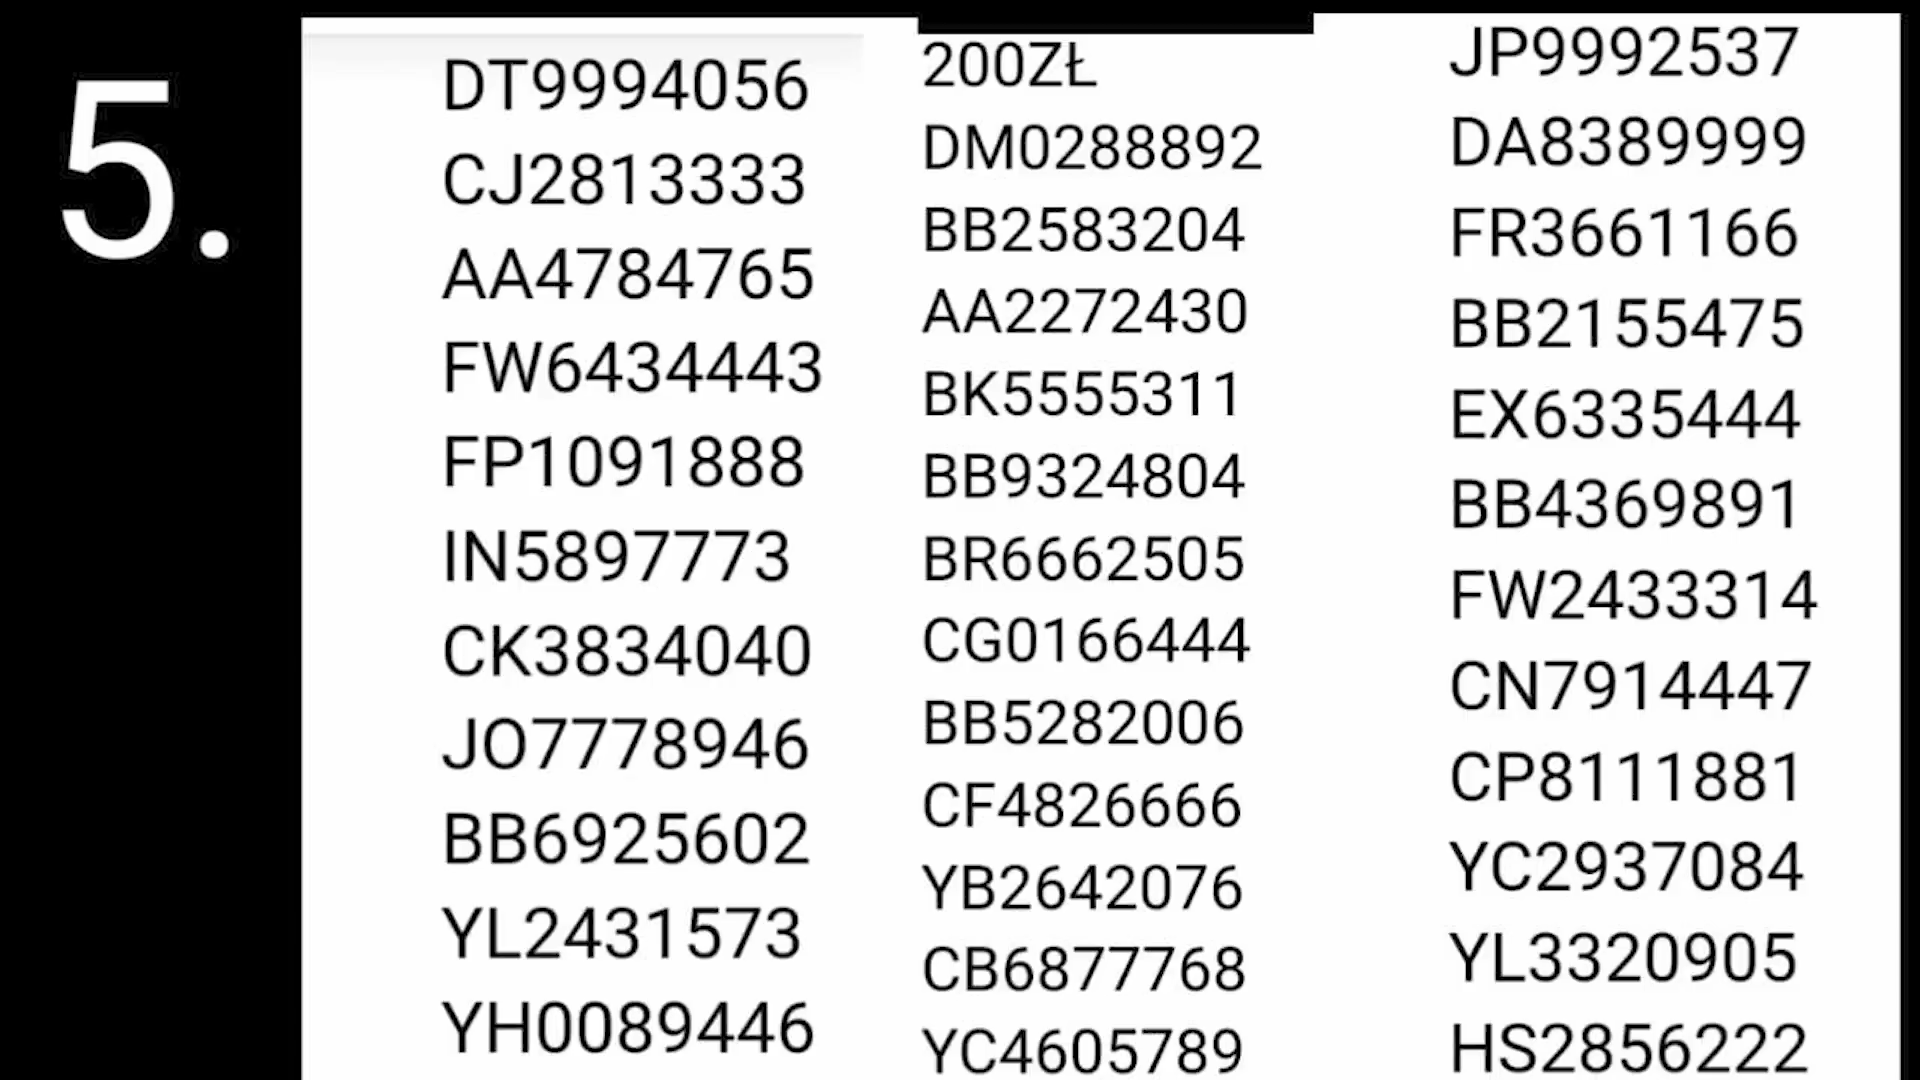 5.
DT9994056
CJ2813333
AA4784765
FW6434443
FP1091888
IN5897773
CK3834040
JO7778946
BB6925602
YL2431573
YH0089446
200ZŁ
DM0288892
BB2583204
AA2272430
BK5555311
BB9324804
BR6662505
CG0166444
BB5282006
CF4826666
YB2642076
CB6877768
YC4605789
JP9992537
DA8389999
FR3661166
BB2155475
EX6335444
BB4369891
FW2433314
CN7914447
CP8111881
YC2937084
YL3320905
HS2856222